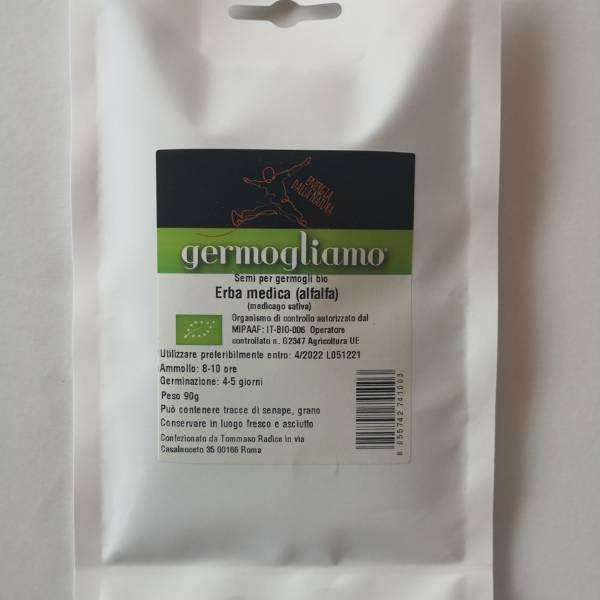 ENERGIA
DALLA NATURA
germogliamo®
Semi per germogli bio
Erba medica (alfalfa)
(medicago sativa)
Organismo di controllo autorizzato dal
MIPAAF: IT-BIO-006 Operatore
controllato n. G2347 Agricoltura UE
Utilizzare preferibilmente entro: 4/2022 L051221
Ammollo: 8-10 ore
Germinazione: 4-5 giorni
Peso 90g
Può contenere tracce di senape, grano
Conservare in luogo fresco e asciutto
Confezionato da Tommaso Radice in via
Casalnoceto 35 00166 Roma
8 055742 741003